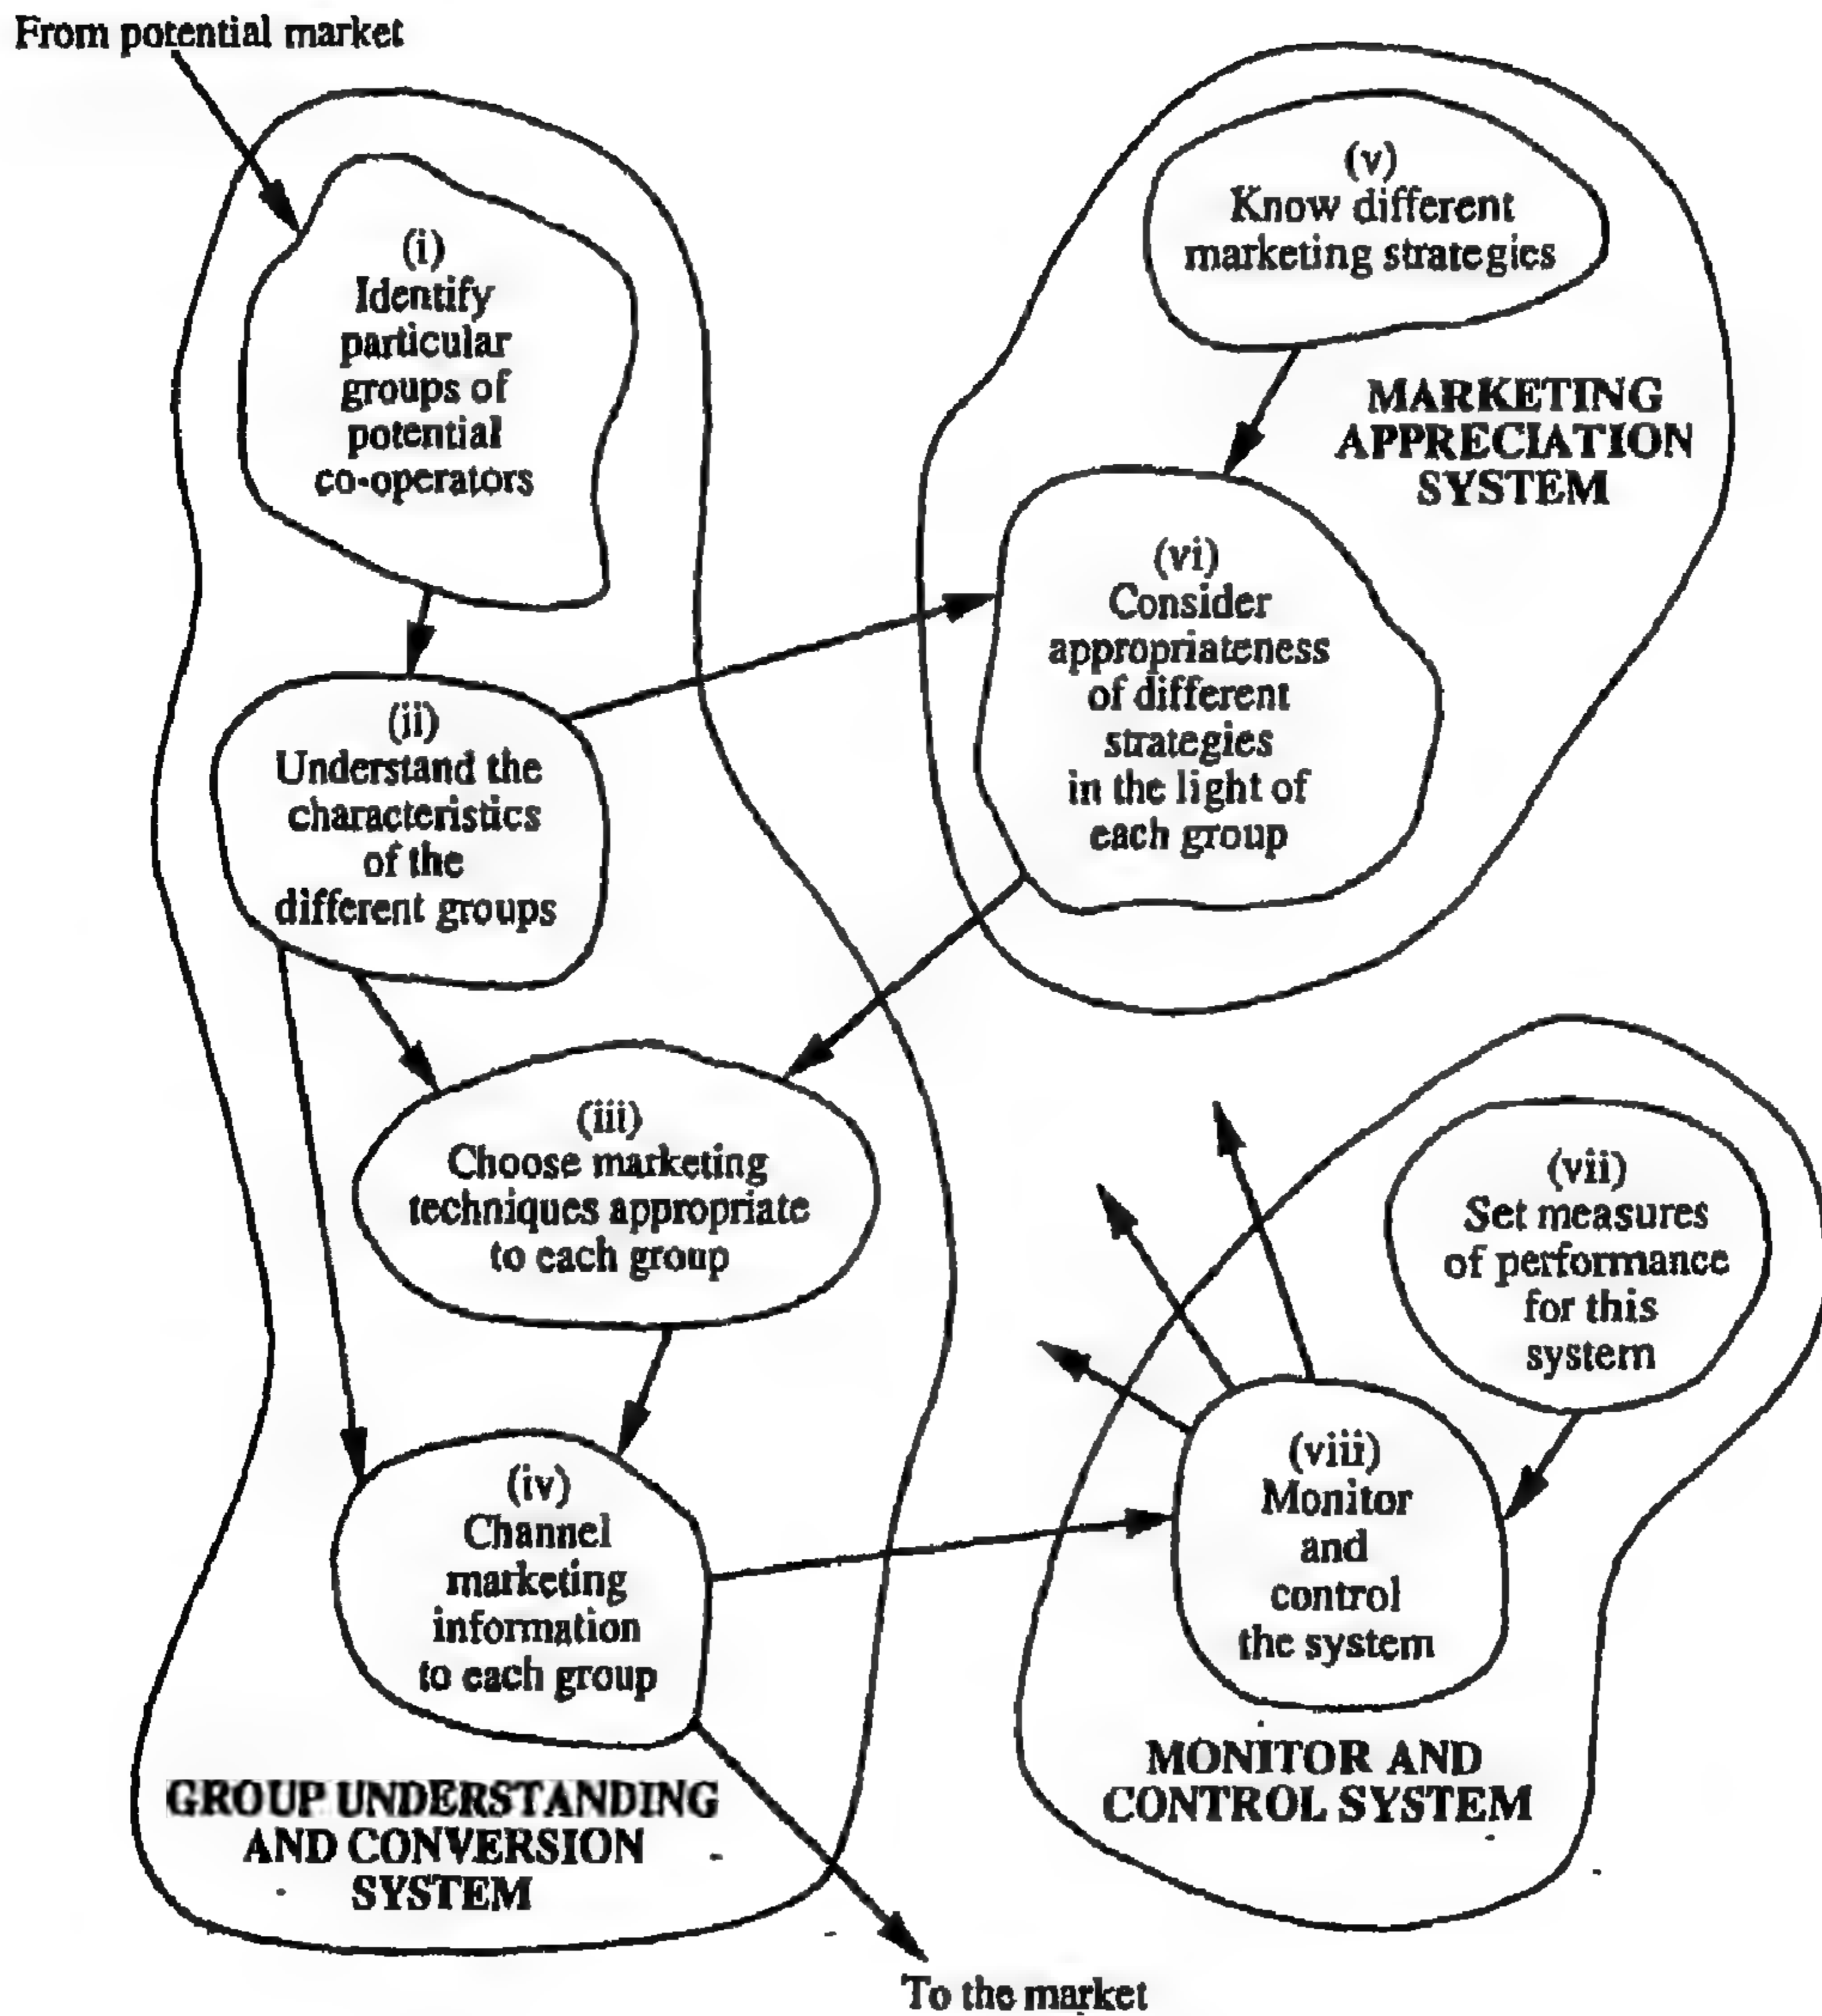 From potential market
(i)
Identify
particular
groups of
potential
co-operators
(ii)
Understand the
characteristics
of the
different groups
(iii)
Choose marketing
techniques appropriate
to each group
(iv)
Channel
marketing
information
to each group
GROUP UNDERSTANDING
AND CONVERSION
SYSTEM
To the market
(v)
Know different
marketing strategies
MARKETING
APPRECIATION
SYSTEM
(vi)
Consider
appropriateness
of different
strategies
in the light of
each group
(vii)
Set measures
of performance
for this
system
(viii)
Monitor
and
control
the system
MONITOR AND
CONTROL SYSTEM